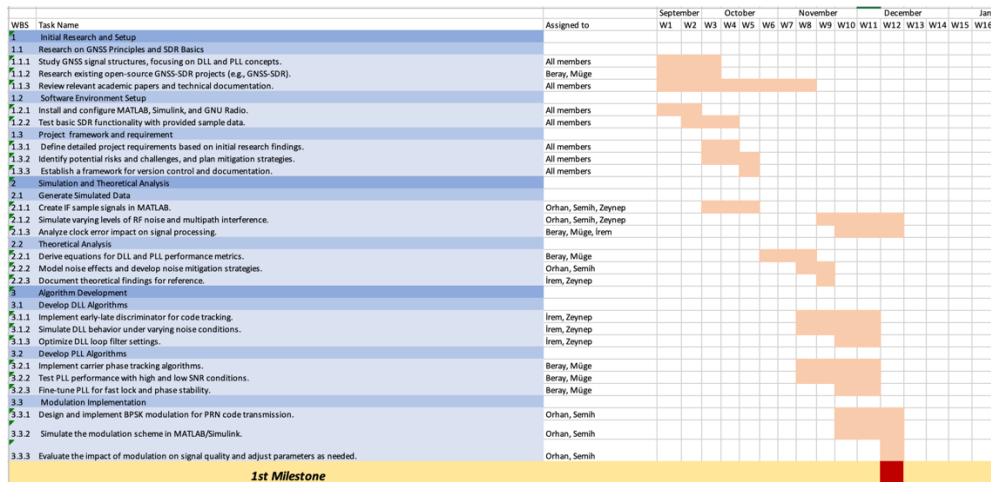 September October November December Jan
WBS Task Name Assigned to W1 W2 W3 W4 W5 W6 W7 W8 W9 W10 W11 W12 W13 W14 W15 W16
1 Initial Research and Setup
1.1 Research on GNSS Principles and SDR Basics
1.1.1 Study GNSS signal structures, focusing on DLL and PLL concepts. All members
1.1.2 Research existing open-source GNSS-SDR projects (e.g., GNSS-SDR). Beray, Müge
1.1.3 Review relevant academic papers and technical documentation. All members
1.2 Software Environment Setup
1.2.1 Install and configure MATLAB, Simulink, and GNU Radio. All members
1.2.2 Test basic SDR functionality with provided sample data. All members
1.3 Project framework and requirement
1.3.1 Define detailed project requirements based on initial research findings. All members
1.3.2 Identify potential risks and challenges, and plan mitigation strategies. All members
1.3.3 Establish a framework for version control and documentation. All members
2 Simulation and Theoretical Analysis
2.1 Generate Simulated Data
2.1.1 Create IF sample signals in MATLAB. Orhan, Semih, Zeynep
2.1.2 Simulate varying levels of RF noise and multipath interference. Orhan, Semih, Zeynep
2.1.3 Analyze clock error impact on signal processing. Beray, Müge, İrem
2.2 Theoretical Analysis
2.2.1 Derive equations for DLL and PLL performance metrics. Beray, Müge
2.2.2 Model noise effects and develop noise mitigation strategies. Orhan, Semih
2.2.3 Document theoretical findings for reference. İrem, Zeynep
3 Algorithm Development
3.1 Develop DLL Algorithms
3.1.1 Implement early-late discriminator for code tracking. İrem, Zeynep
3.1.2 Simulate DLL behavior under varying noise conditions. İrem, Zeynep
3.1.3 Optimize DLL loop filter settings. İrem, Zeynep
3.2 Develop PLL Algorithms
3.2.1 Implement carrier phase tracking algorithms. Beray, Müge
3.2.2 Test PLL performance with high and low SNR conditions. Beray, Müge
3.2.3 Fine-tune PLL for fast lock and phase stability. Beray, Müge
3.3 Modulation Implementation
3.3.1 Design and implement BPSK modulation for PRN code transmission. Orhan, Semih
3.3.2 Simulate the modulation scheme in MATLAB/Simulink. Orhan, Semih
3.3.3 Evaluate the impact of modulation on signal quality and adjust parameters as needed. Orhan, Semih
1st Milestone